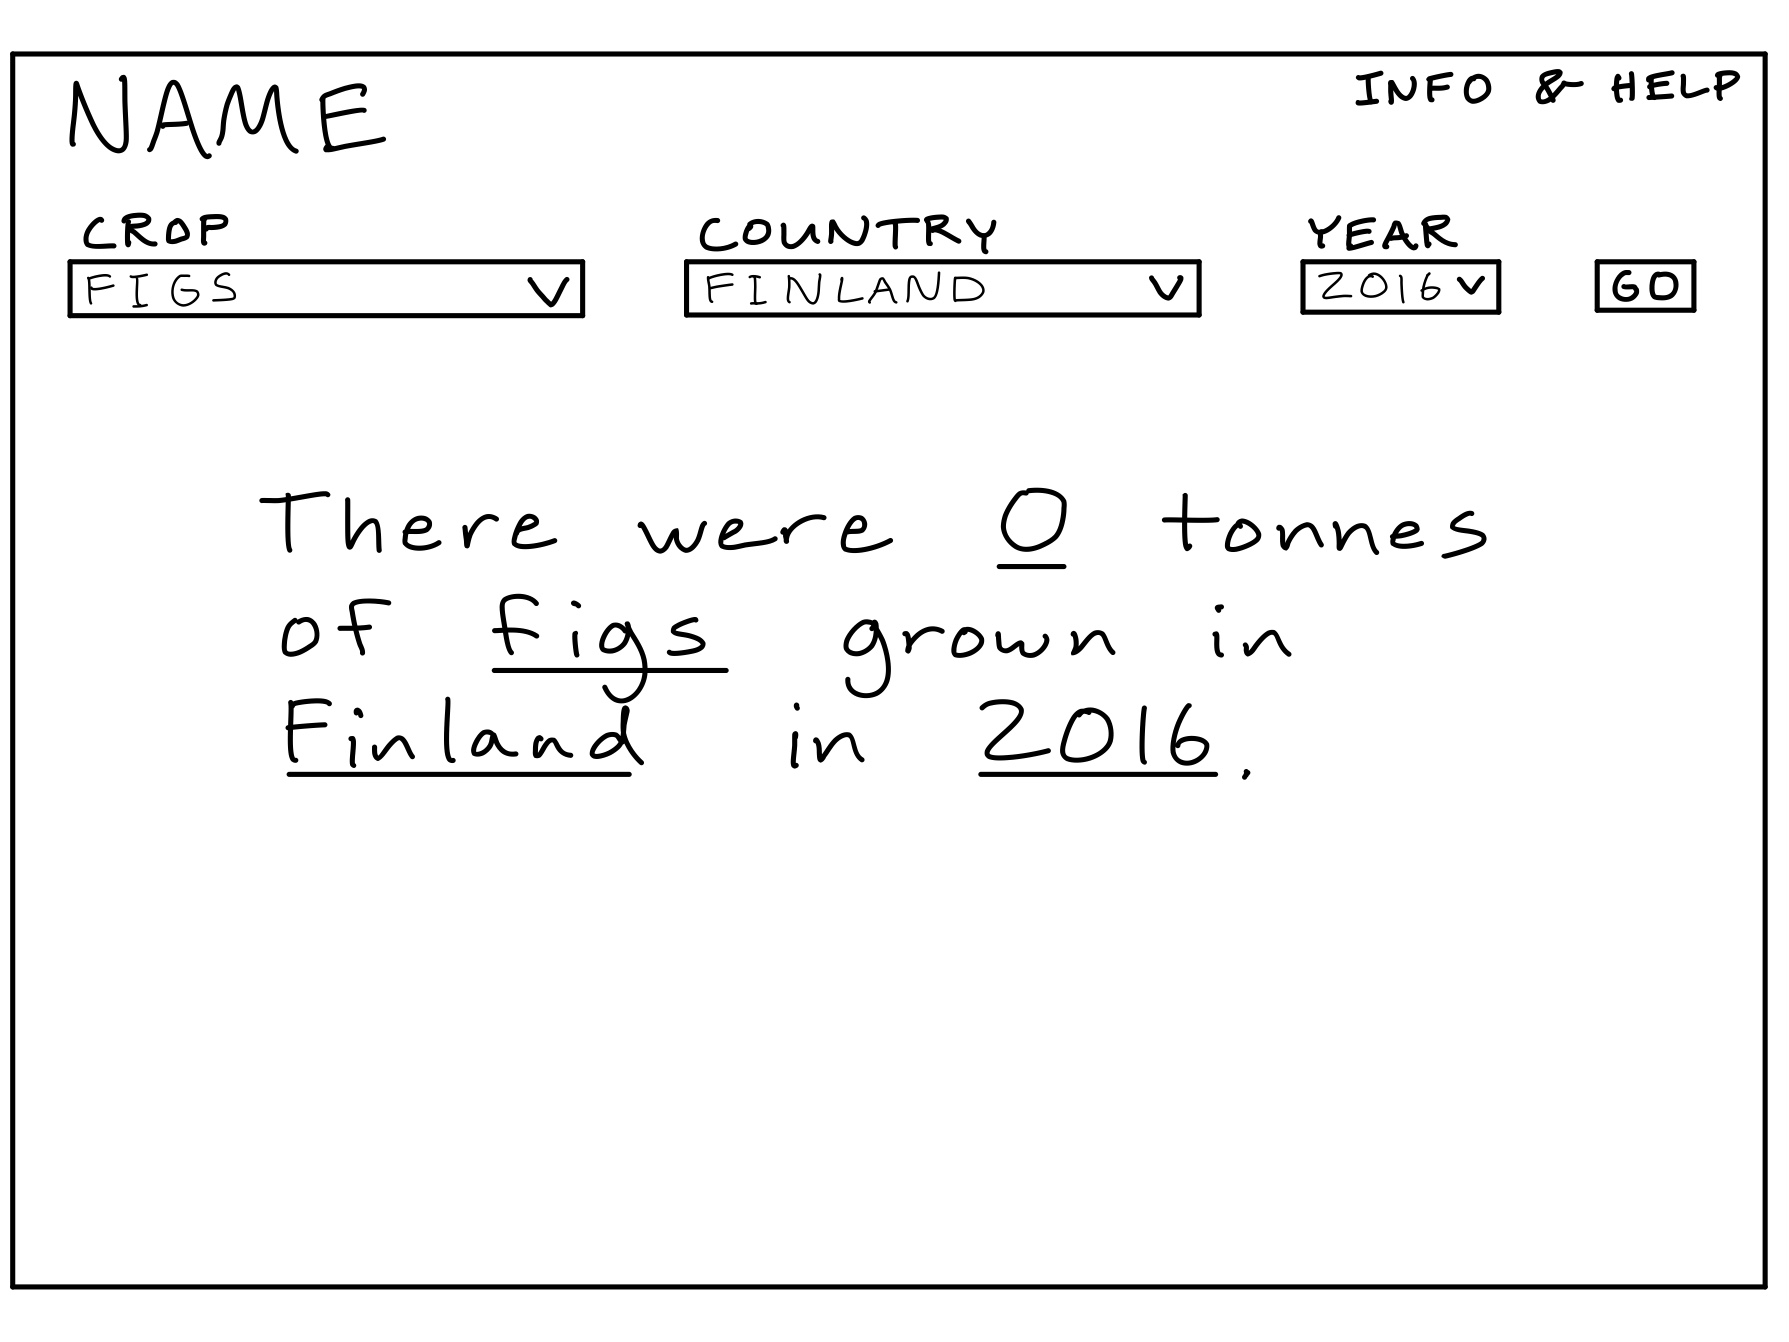 NAME
INFO & HELP
CROP
COUNTRY
YEAR
FIGS
FINLAND
2016
GO
There were 0 tonnes
of figs grown in
Finland in 2016.